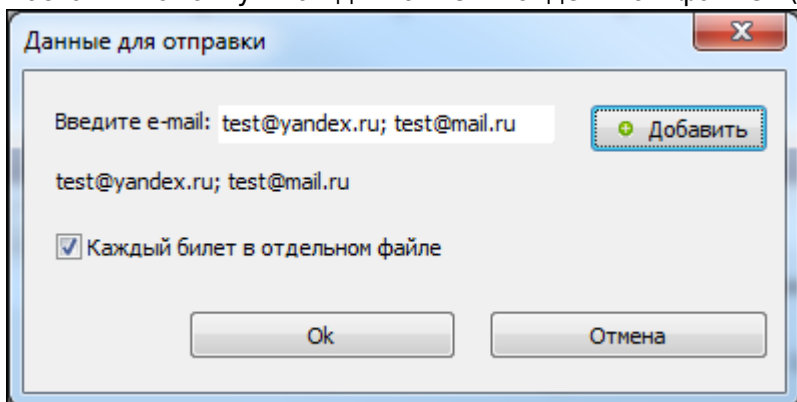 Данные для отправки
Введите e-mail: test@yandex.ru; test@mail.ru Добавить
test@yandex.ru; test@mail.ru
Каждый билет в отдельном файле
Ok Отмена